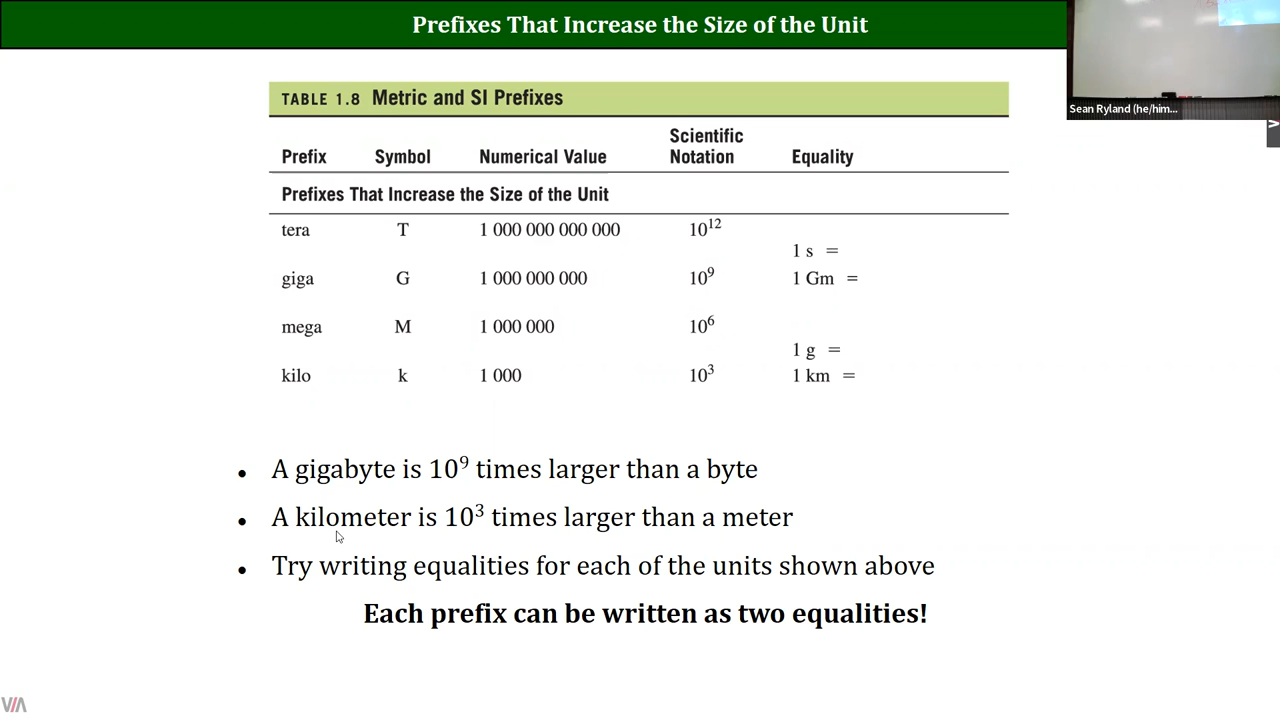 Prefixes That Increase the Size of the Unit
Sean Ryland (he/him...
TABLE 1.8 Metric and SI Prefixes
Prefix Symbol Numerical Value Scientific Notation Equality
Prefixes That Increase the Size of the Unit
tera T 1 000 000 000 000 10¹²
1 s =
giga G 1 000 000 000 10⁹ 1 Gm =
mega M 1 000 000 10⁶
1 g =
kilo k 1 000 10³ 1 km =
• A gigabyte is 10⁹ times larger than a byte
• A kilometer is 10³ times larger than a meter
• Try writing equalities for each of the units shown above
Each prefix can be written as two equalities!
VIA